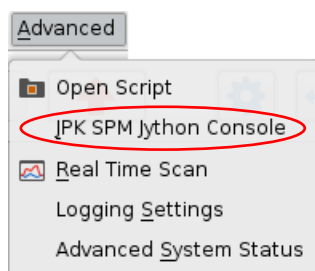 Advanced
Open Script
JPK SPM Jython Console
Real Time Scan
Logging Settings
Advanced System Status